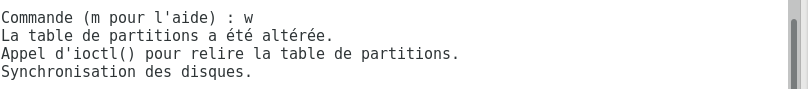 Commande (m pour l'aide) : w
La table de partitions a été altérée.
Appel d'ioctl() pour relire la table de partitions.
Synchronisation des disques.